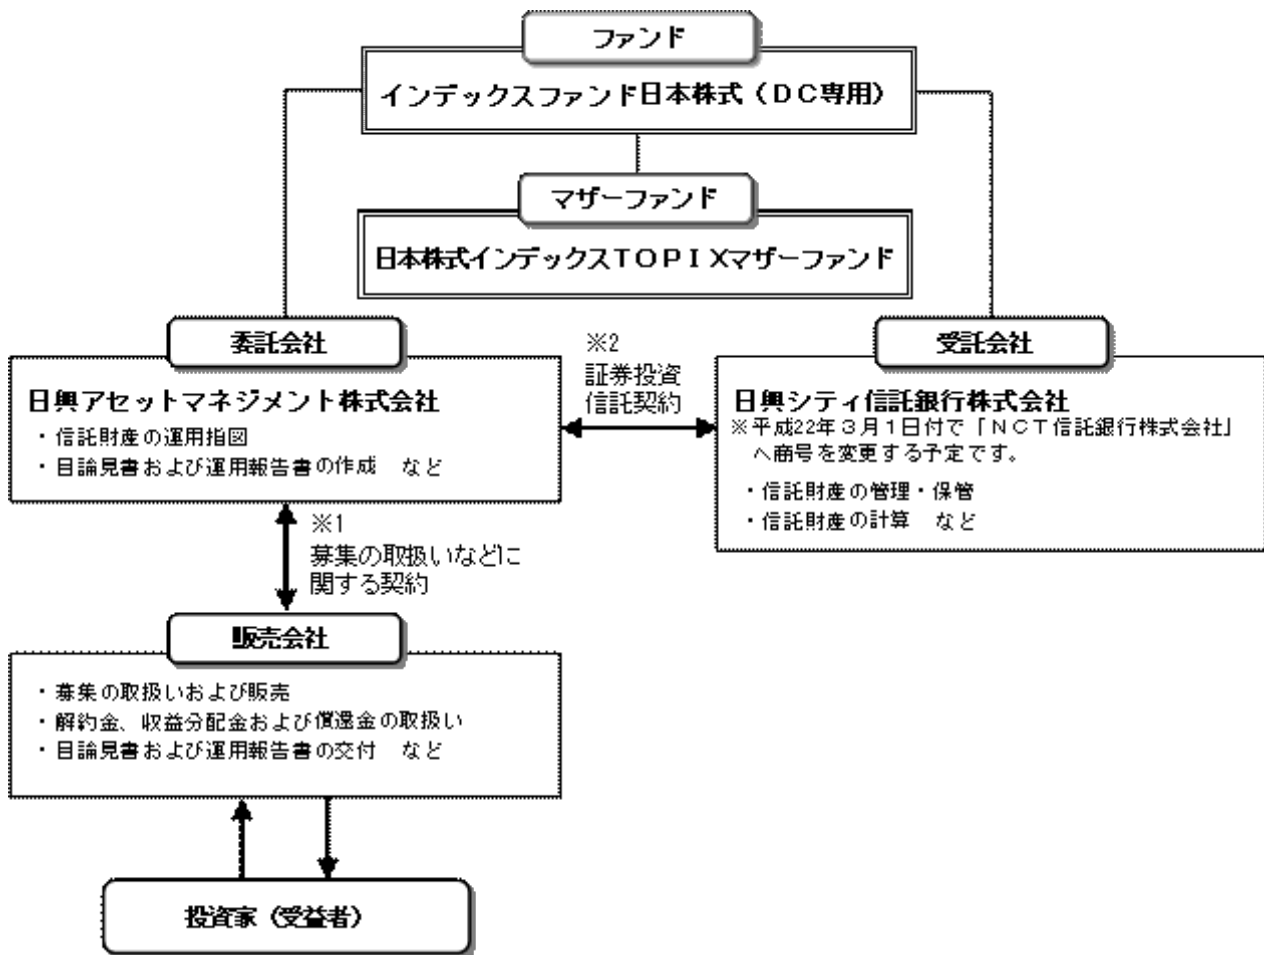 ファンド
インデックスファンド日本株式（ＤＣ専用）
マザーファンド
日本株式インデックスＴＯＰＩＸマザーファンド
委託会社
日興アセットマネジメント株式会社
・信託財産の運用指図
・目論見書および運用報告書の作成　など
※2
証券投資
信託契約
受託会社
日興シティ信託銀行株式会社
※平成22年３月１日付で「ＮＣＴ信託銀行株式会社」
へ商号を変更する予定です。
・信託財産の管理・保管
・信託財産の計算　など
※1
募集の取扱いなどに
関する契約
販売会社
・募集の取扱いおよび販売
・解約金、収益分配金および償還金の取扱い
・目論見書および運用報告書の交付　など
投資家（受益者）